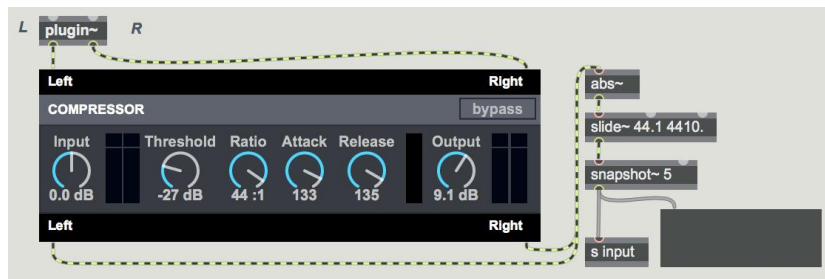 L plugin~ R
Left Right
COMPRESSOR bypass
Input Threshold Ratio Attack Release Output
0.0 dB -27 dB 44 :1 133 135 9.1 dB
Left Right
abs~
slide~ 44.1 4410.
snapshot~ 5
s input